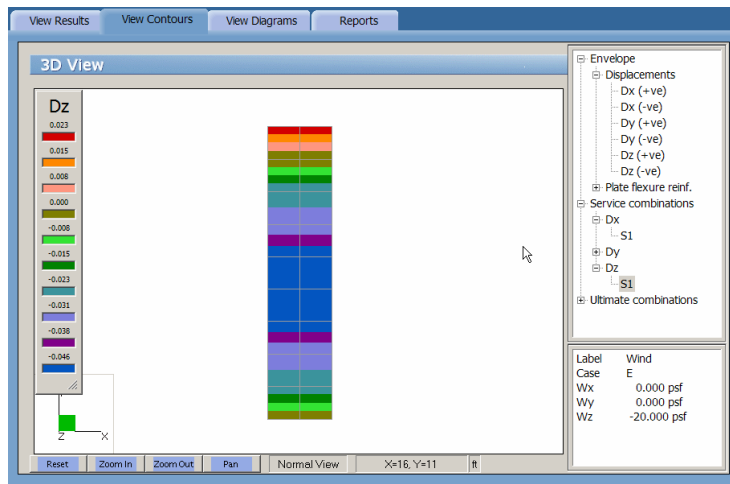 View Results View Contours View Diagrams Reports
3D View
Dz
0.023
0.015
0.008
0.000
-0.008
-0.015
-0.023
-0.031
-0.038
-0.046
Z X
Reset Zoom In Zoom Out Pan Normal View X=16, Y=11 ft
Envelope
Displacements
Dx (+ve)
Dx (-ve)
Dy (+ve)
Dy (-ve)
Dz (+ve)
Dz (-ve)
Plate flexure reinf.
Service combinations
Dx
S1
Dy
Dz
S1
Ultimate combinations
Label Wind
Case E
Wx 0.000 psf
Wy 0.000 psf
Wz -20.000 psf